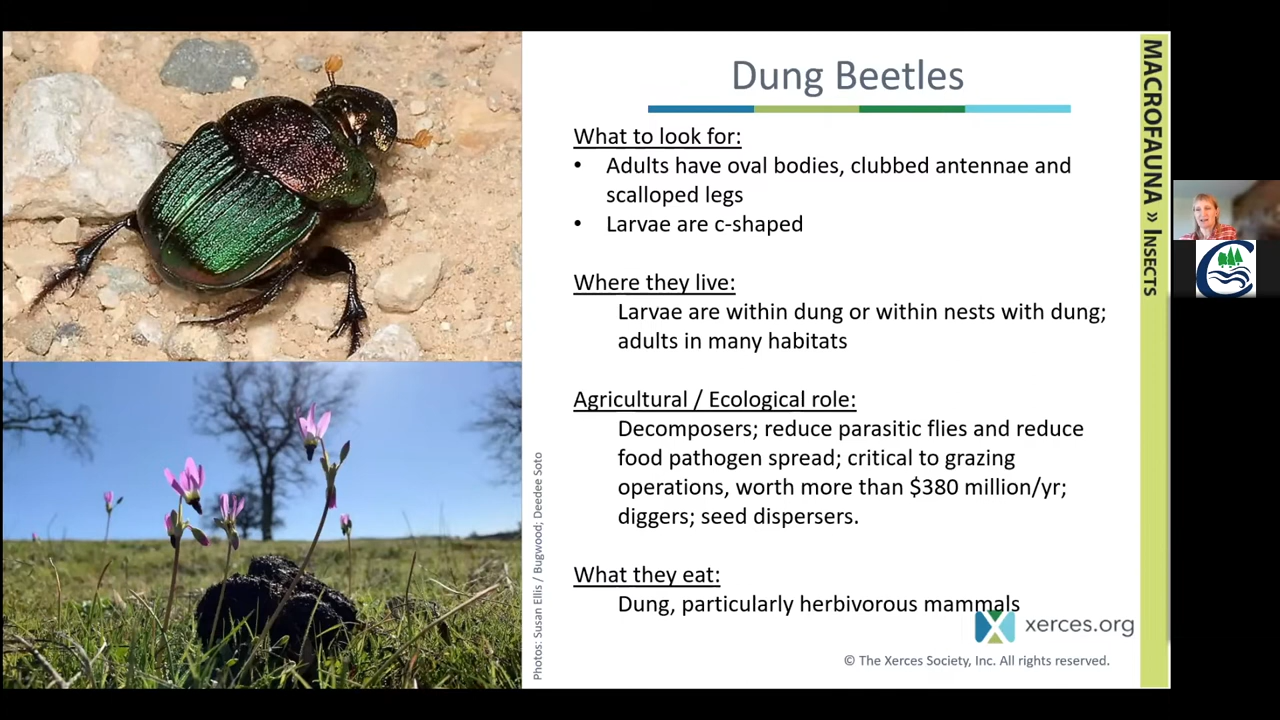 Dung Beetles
What to look for:
• Adults have oval bodies, clubbed antennae and
scalloped legs
• Larvae are c-shaped
Where they live:
Larvae are within dung or within nests with dung;
adults in many habitats
Agricultural / Ecological role:
Decomposers; reduce parasitic flies and reduce
food pathogen spread; critical to grazing
operations, worth more than $380 million/yr;
diggers; seed dispersers.
What they eat:
Dung, particularly herbivorous mammals
xerces.org
© The Xerces Society, Inc. All rights reserved.
Photos: Susan Ellis / Bugwood; Deedee Soto
MACROFAUNA » INSECTS